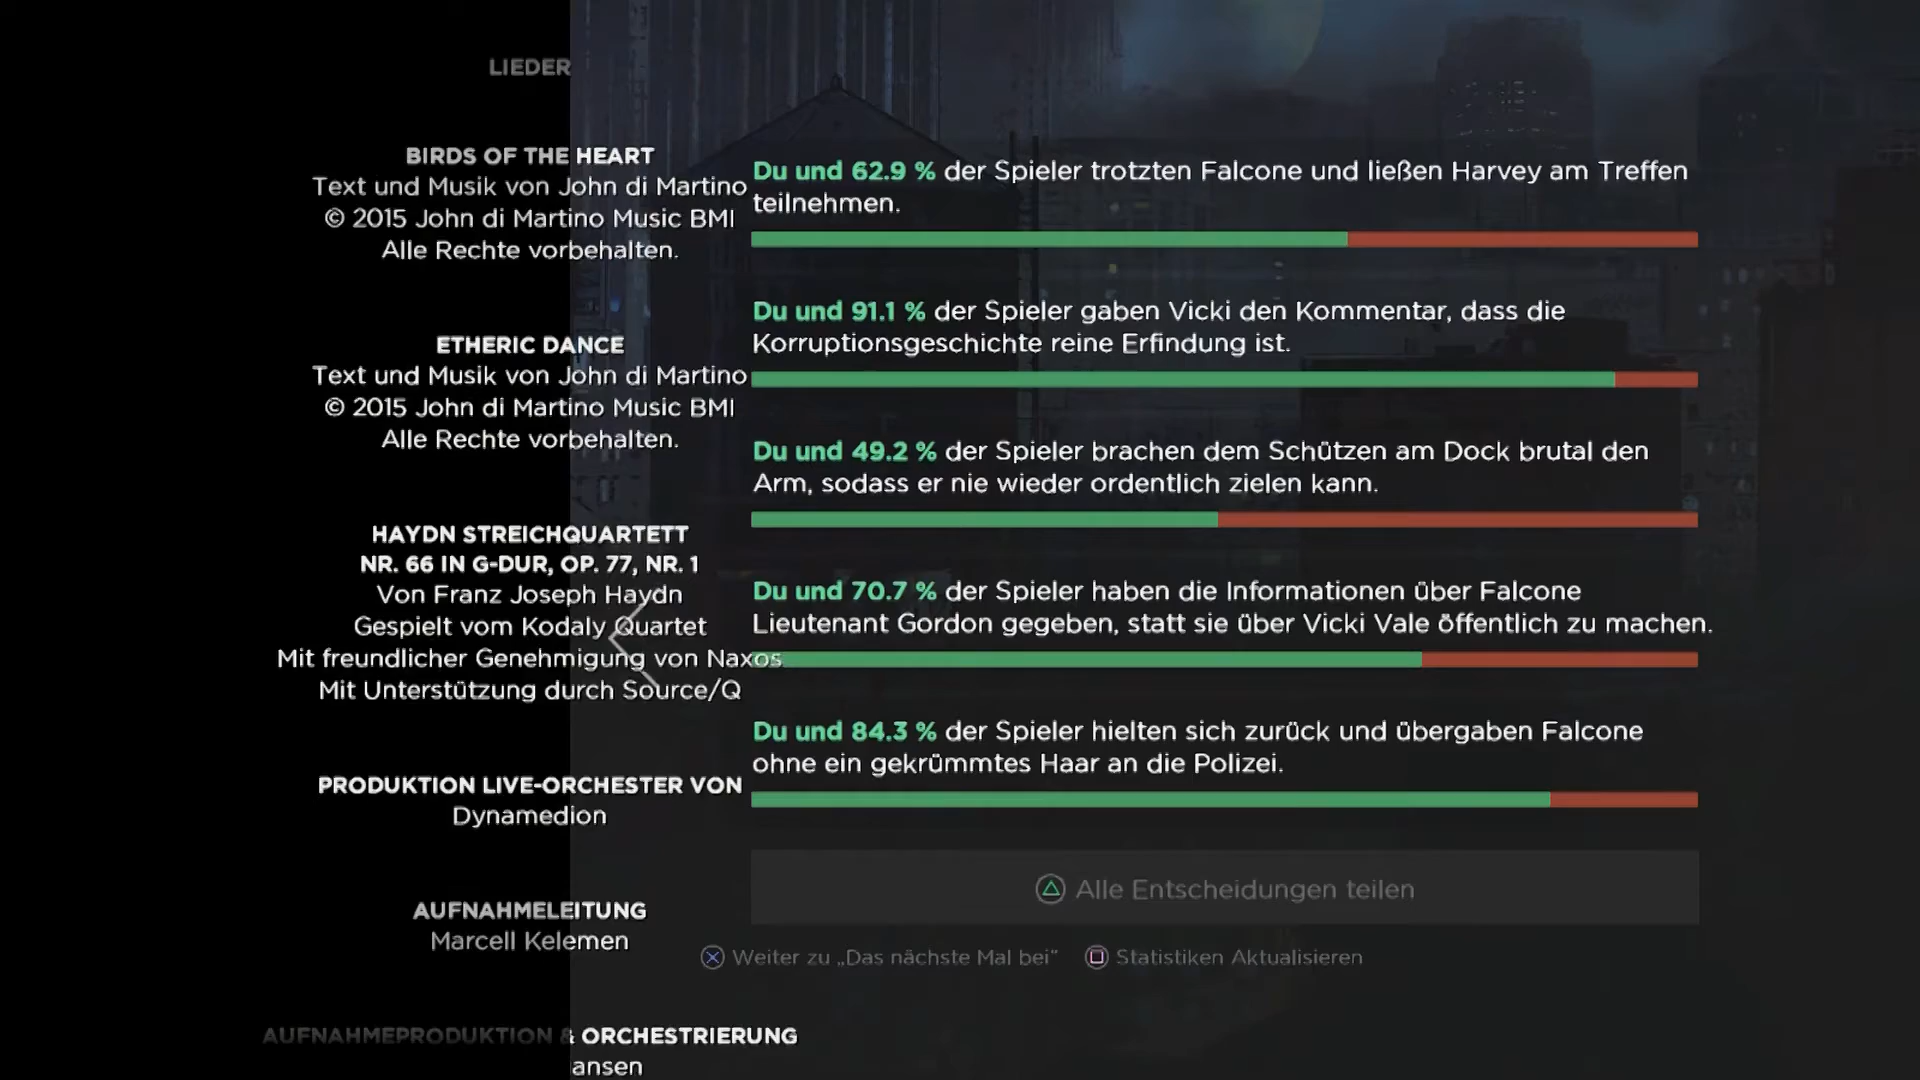 LIEDER
BIRDS OF THE HEART
Text und Musik von John di Martino
© 2015 John di Martino Music BMI
Alle Rechte vorbehalten.
ETHERIC DANCE
Text und Musik von John di Martino
© 2015 John di Martino Music BMI
Alle Rechte vorbehalten.
HAYDN STREICHQUARTETT
NR. 66 IN G-DUR, OP. 77, NR. 1
Von Franz Joseph Haydn
Gespielt vom Kodaly Quartet
Mit freundlicher Genehmigung von Naxos
Mit Unterstützung durch Source/Q
PRODUKTION LIVE-ORCHESTER VON
Dynamedion
AUFNAHMELEITUNG
Marcell Kelemen
AUFNAHMEPRODUKTION & ORCHESTRIERUNG
ansen
Du und 62.9 % der Spieler trotzten Falcone und ließen Harvey am Treffen
teilnehmen.
Du und 91.1 % der Spieler gaben Vicki den Kommentar, dass die
Korruptionsgeschichte reine Erfindung ist.
Du und 49.2 % der Spieler brachen dem Schützen am Dock brutal den
Arm, sodass er nie wieder ordentlich zielen kann.
Du und 70.7 % der Spieler haben die Informationen über Falcone
Lieutenant Gordon gegeben, statt sie über Vicki Vale öffentlich zu machen.
Du und 84.3 % der Spieler hielten sich zurück und übergaben Falcone
ohne ein gekrümmtes Haar an die Polizei.
Alle Entscheidungen teilen
Weiter zu „Das nächste Mal bei" Statistiken Aktualisieren